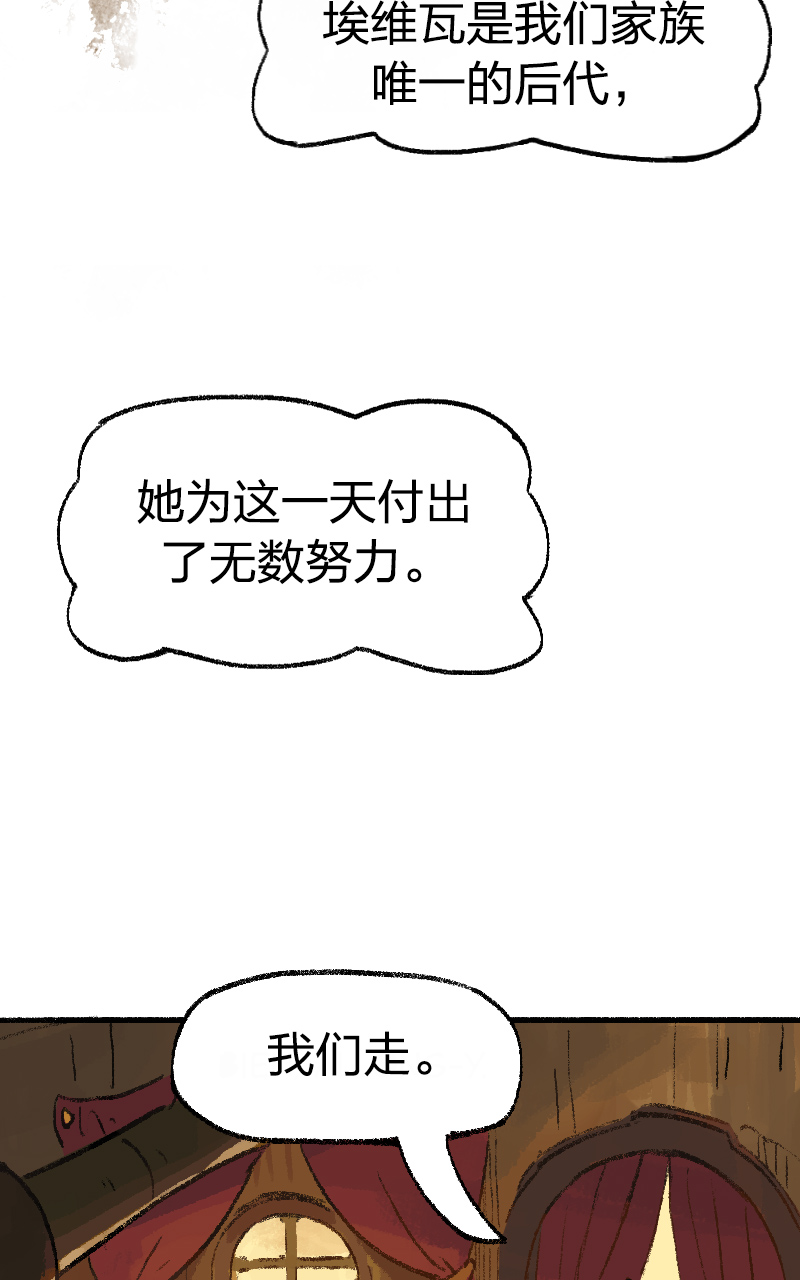 埃维瓦是我们家族
唯一的后代，
她为这一天付出
了无数努力。
我们走。